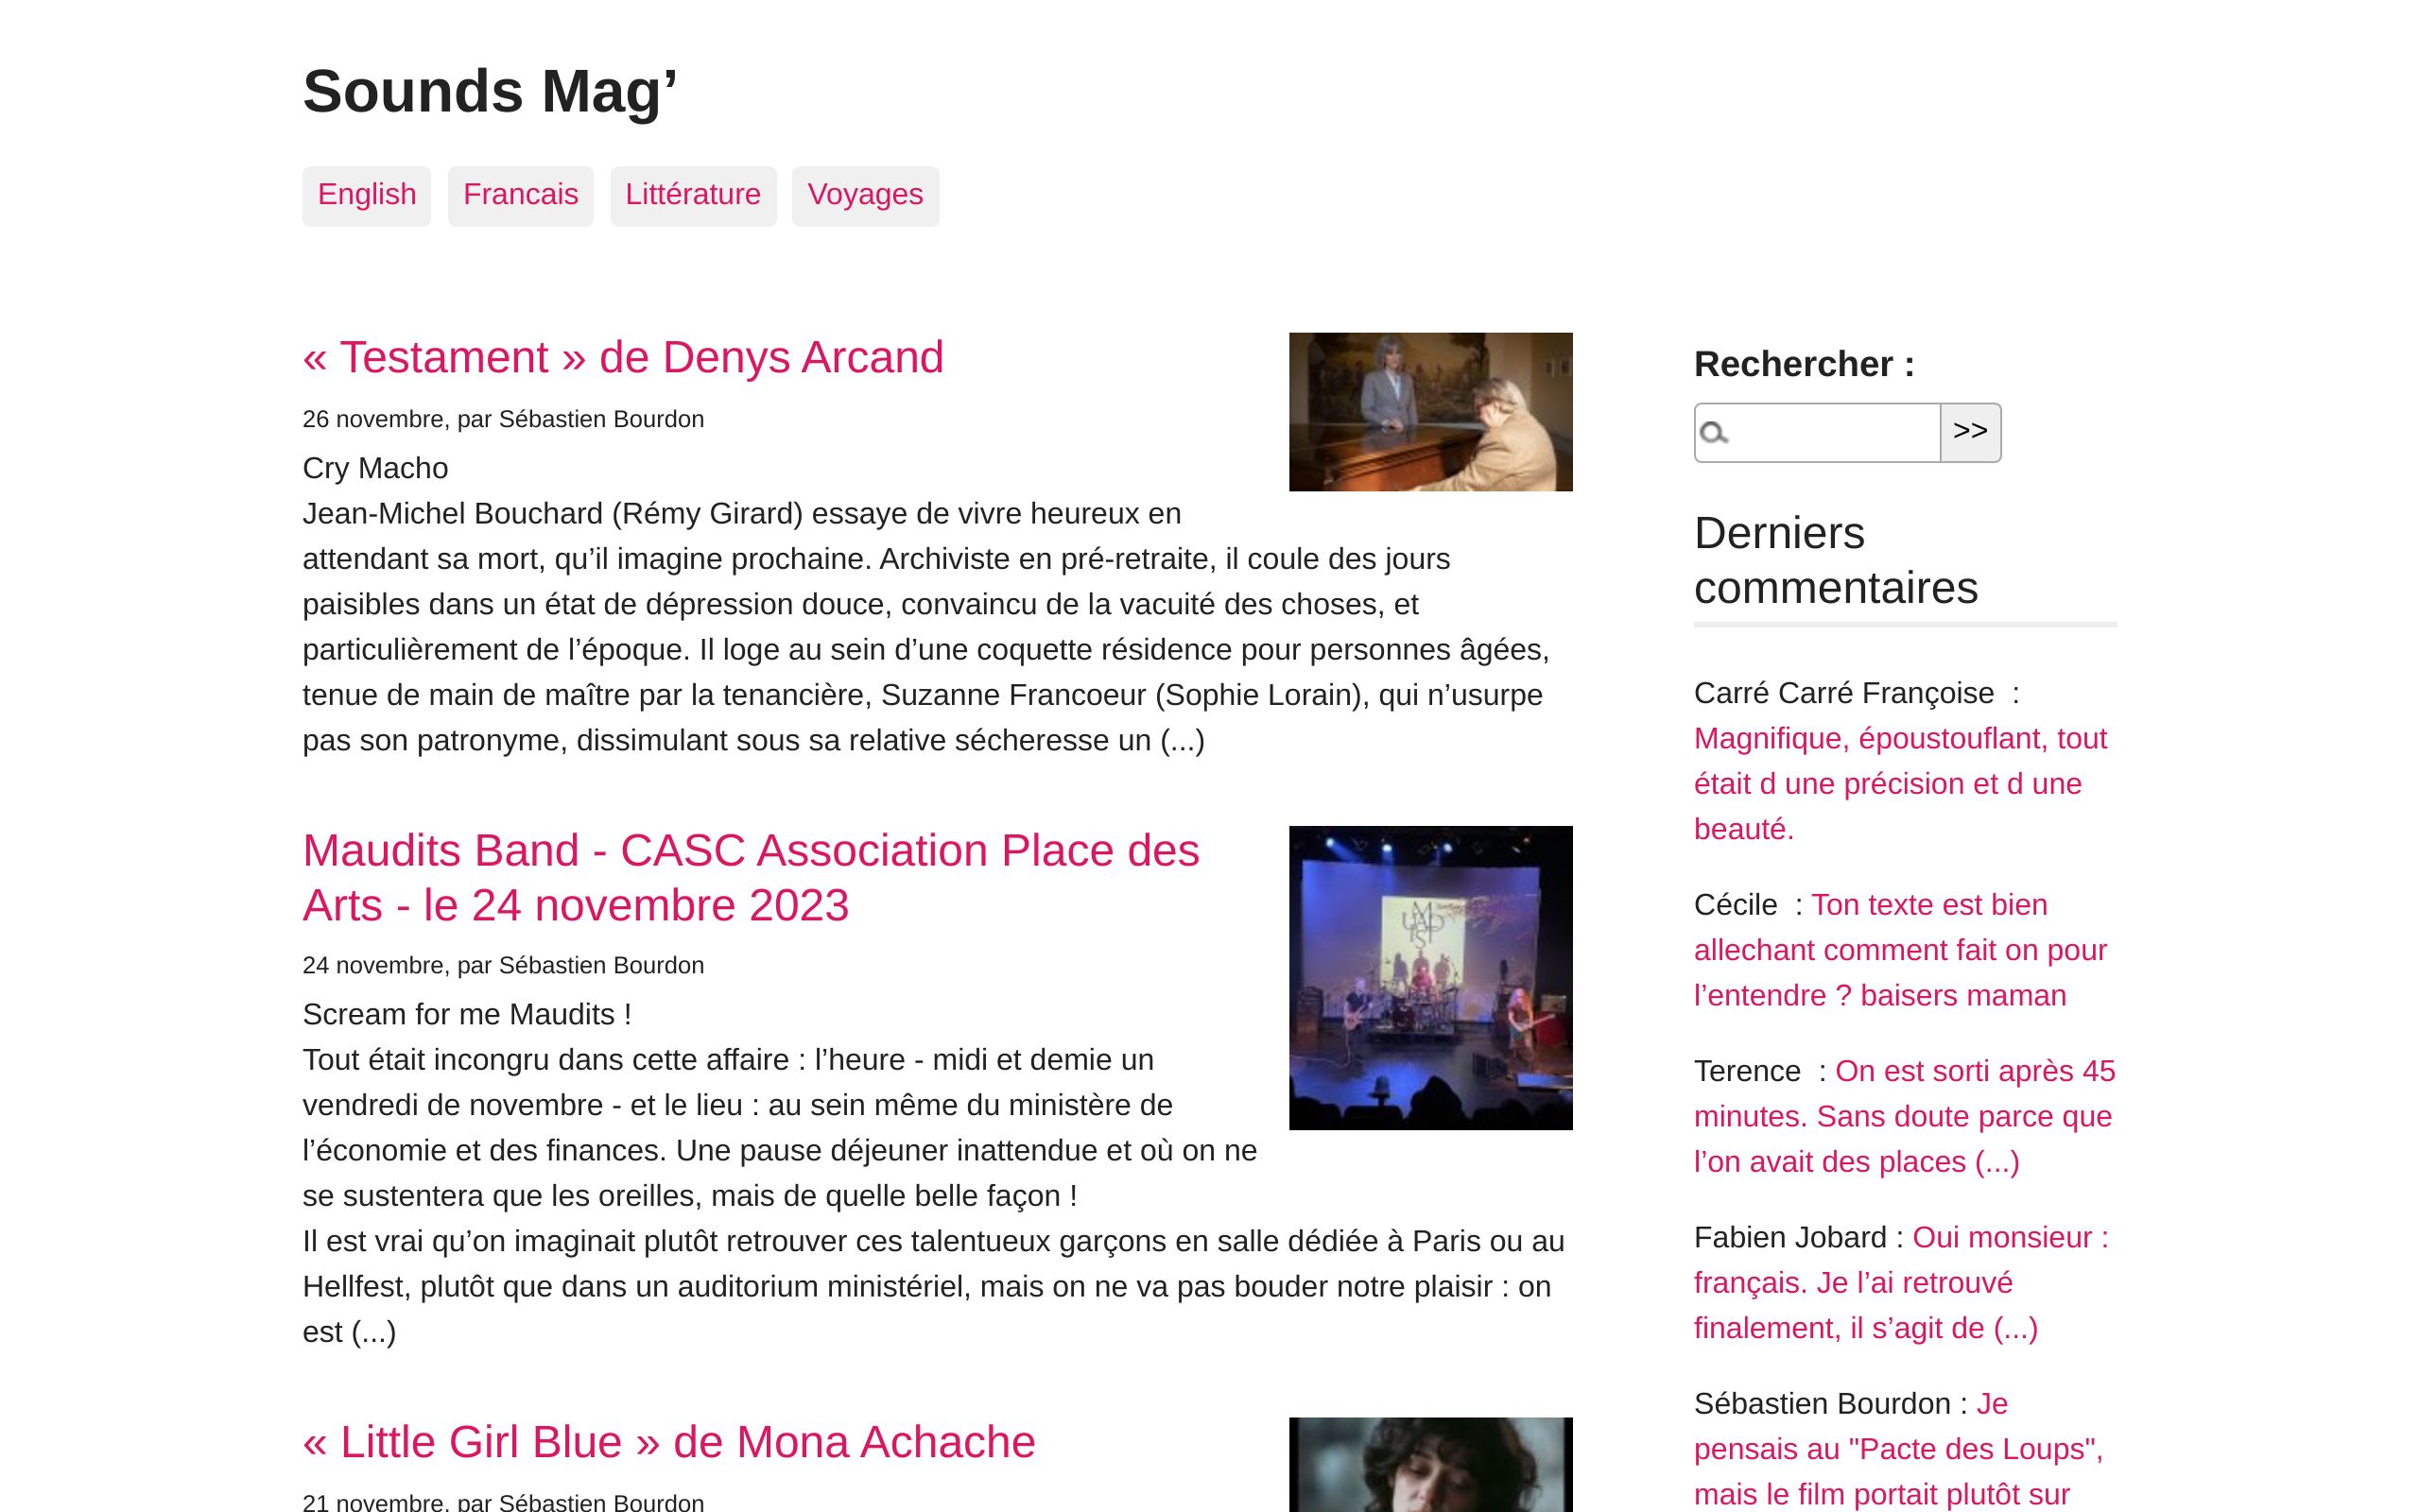 Sounds Mag’
English Francais Littérature Voyages
« Testament » de Denys Arcand
26 novembre, par Sébastien Bourdon
Cry Macho
Jean-Michel Bouchard (Rémy Girard) essaye de vivre heureux en
attendant sa mort, qu’il imagine prochaine. Archiviste en pré-retraite, il coule des jours
paisibles dans un état de dépression douce, convaincu de la vacuité des choses, et
particulièrement de l’époque. Il loge au sein d’une coquette résidence pour personnes âgées,
tenue de main de maître par la tenancière, Suzanne Francoeur (Sophie Lorain), qui n’usurpe
pas son patronyme, dissimulant sous sa relative sécheresse un (...)
Maudits Band - CASC Association Place des
Arts - le 24 novembre 2023
24 novembre, par Sébastien Bourdon
Scream for me Maudits !
Tout était incongru dans cette affaire : l’heure - midi et demie un
vendredi de novembre - et le lieu : au sein même du ministère de
l’économie et des finances. Une pause déjeuner inattendue et où on ne
se sustentera que les oreilles, mais de quelle belle façon !
Il est vrai qu’on imaginait plutôt retrouver ces talentueux garçons en salle dédiée à Paris ou au
Hellfest, plutôt que dans un auditorium ministériel, mais on ne va pas bouder notre plaisir : on
est (...)
« Little Girl Blue » de Mona Achache
21 novembre, par Sébastien Bourdon
Rechercher :
>>
Derniers
commentaires
Carré Carré Françoise  :
Magnifique, époustouflant, tout
était d une précision et d une
beauté.
Cécile  : Ton texte est bien
allechant comment fait on pour
l’entendre ? baisers maman
Terence  : On est sorti après 45
minutes. Sans doute parce que
l’on avait des places (...)
Fabien Jobard : Oui monsieur :
français. Je l’ai retrouvé
finalement, il s’agit de (...)
Sébastien Bourdon : Je
pensais au "Pacte des Loups",
mais le film portait plutôt sur